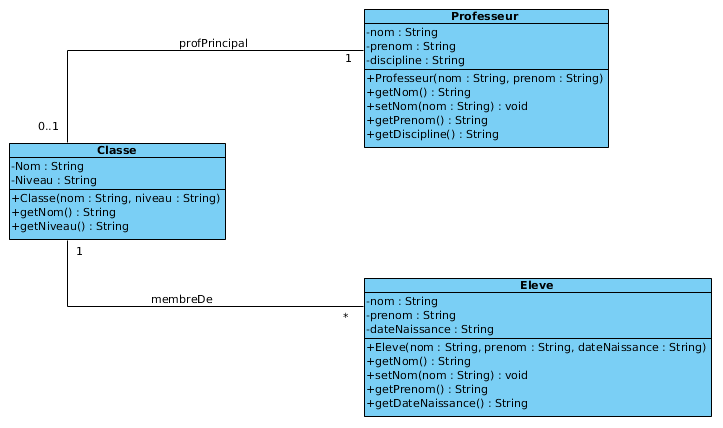 Professeur
-nom : String
-prenom : String
-discipline : String
+Professeur(nom : String, prenom : String)
+getNom() : String
+setNom(nom : String) : void
+getPrenom() : String
+getDiscipline() : String
profPrincipal
1
0..1
Classe
-Nom : String
-Niveau : String
+Classe(nom : String, niveau : String)
+getNom() : String
+getNiveau() : String
1
membreDe
*
Eleve
-nom : String
-prenom : String
-dateNaissance : String
+Eleve(nom : String, prenom : String, dateNaissance : String)
+getNom() : String
+setNom(nom : String) : void
+getPrenom() : String
+getDateNaissance() : String